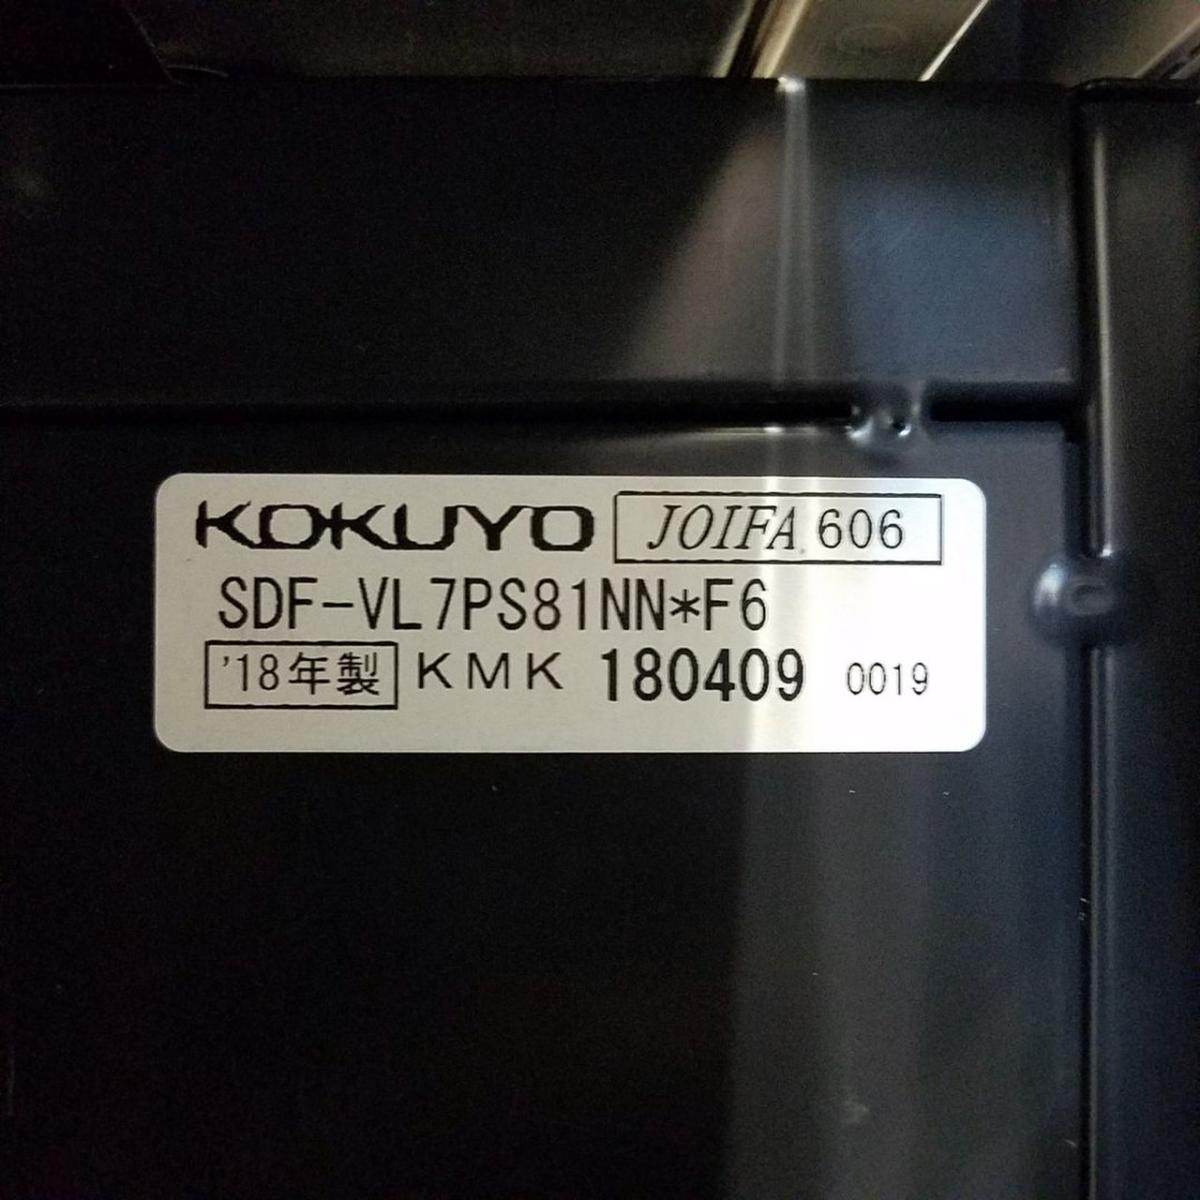 KOKUYO JOIFA 606
SDF-VL7PS81NN*F6
'18年製 KMK 180409 0019